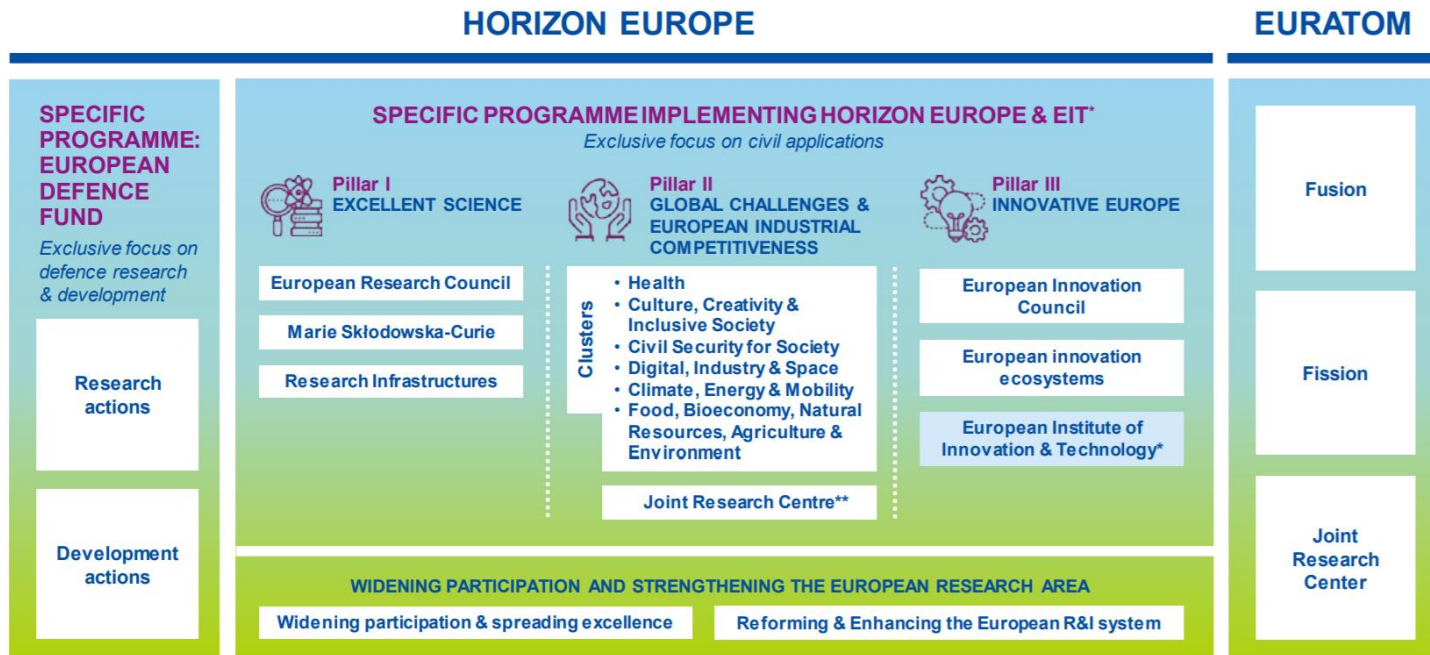 HORIZON EUROPE
EURATOM
SPECIFIC
PROGRAMME:
EUROPEAN
DEFENCE
FUND
Exclusive focus on
defence research
& development
Research
actions
Development
actions
SPECIFIC PROGRAMME IMPLEMENTING HORIZON EUROPE & EIT*
Exclusive focus on civil applications
Pillar I
EXCELLENT SCIENCE
European Research Council
Marie Skłodowska-Curie
Research Infrastructures
Pillar II
GLOBAL CHALLENGES &
EUROPEAN INDUSTRIAL
COMPETITIVENESS
Clusters
• Health
• Culture, Creativity &
Inclusive Society
• Civil Security for Society
• Digital, Industry & Space
• Climate, Energy & Mobility
• Food, Bioeconomy, Natural
Resources, Agriculture &
Environment
Joint Research Centre**
Pillar III
INNOVATIVE EUROPE
European Innovation
Council
European innovation
ecosystems
European Institute of
Innovation & Technology*
WIDENING PARTICIPATION AND STRENGTHENING THE EUROPEAN RESEARCH AREA
Widening participation & spreading excellence
Reforming & Enhancing the European R&I system
Fusion
Fission
Joint
Research
Center